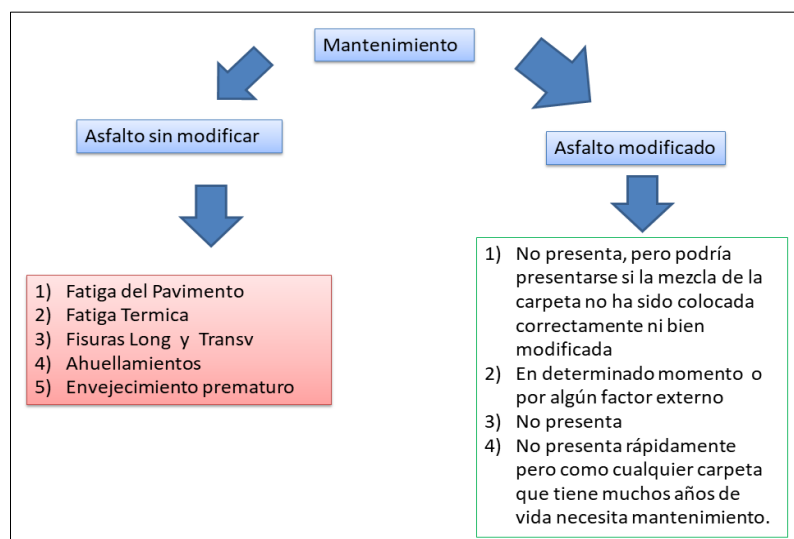 Mantenimiento
Asfalto sin modificar
Asfalto modificado
1) Fatiga del Pavimento
2) Fatiga Termica
3) Fisuras Long y Transv
4) Ahuellamientos
5) Envejecimiento prematuro
1) No presenta, pero podría
presentarse si la mezcla de la
carpeta no ha sido colocada
correctamente ni bien
modificada
2) En determinado momento o
por algún factor externo
3) No presenta
4) No presenta rápidamente
pero como cualquier carpeta
que tiene muchos años de
vida necesita mantenimiento.